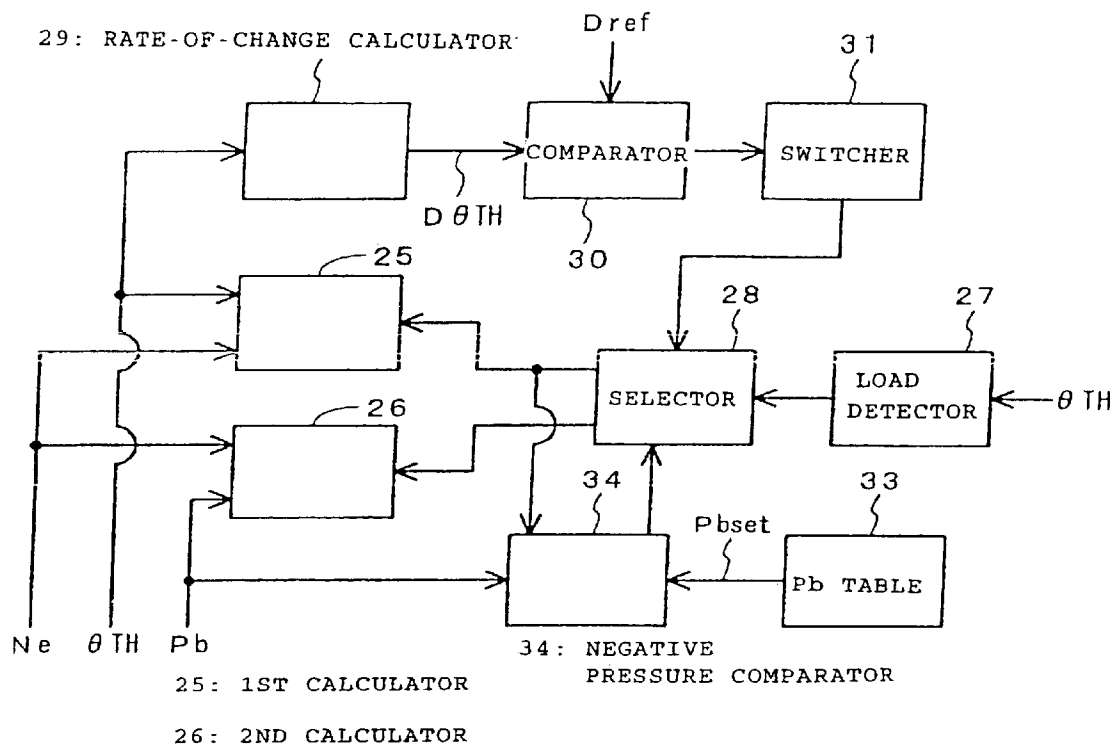 Dref
29: RATE-OF-CHANGE CALCULATOR
31
COMPARATOR
SWITCHER
DθTH
30
25
28
27
SELECTOR
LOAD
DETECTOR
θTH
26
34
33
Pbset
Pb TABLE
Ne θTH Pb
34: NEGATIVE
PRESSURE COMPARATOR
25: 1ST CALCULATOR
26: 2ND CALCULATOR